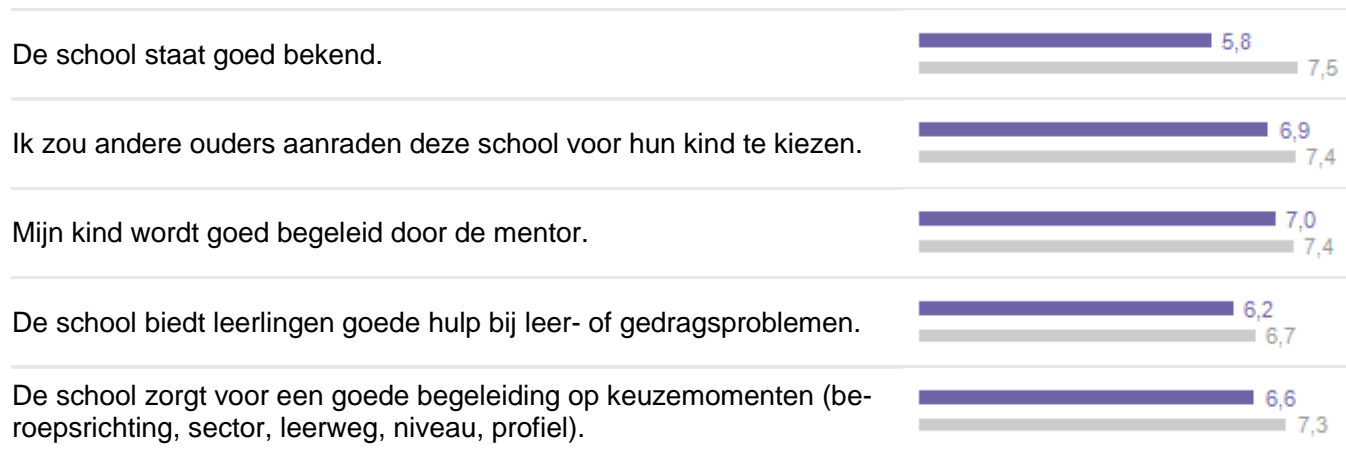 De school staat goed bekend.
5,8
7,5
Ik zou andere ouders aanraden deze school voor hun kind te kiezen.
6,9
7,4
Mijn kind wordt goed begeleid door de mentor.
7,0
7,4
De school biedt leerlingen goede hulp bij leer- of gedragsproblemen.
6,2
6,7
De school zorgt voor een goede begeleiding op keuzemomenten (be-
roepsrichting, sector, leerweg, niveau, profiel).
6,6
7,3